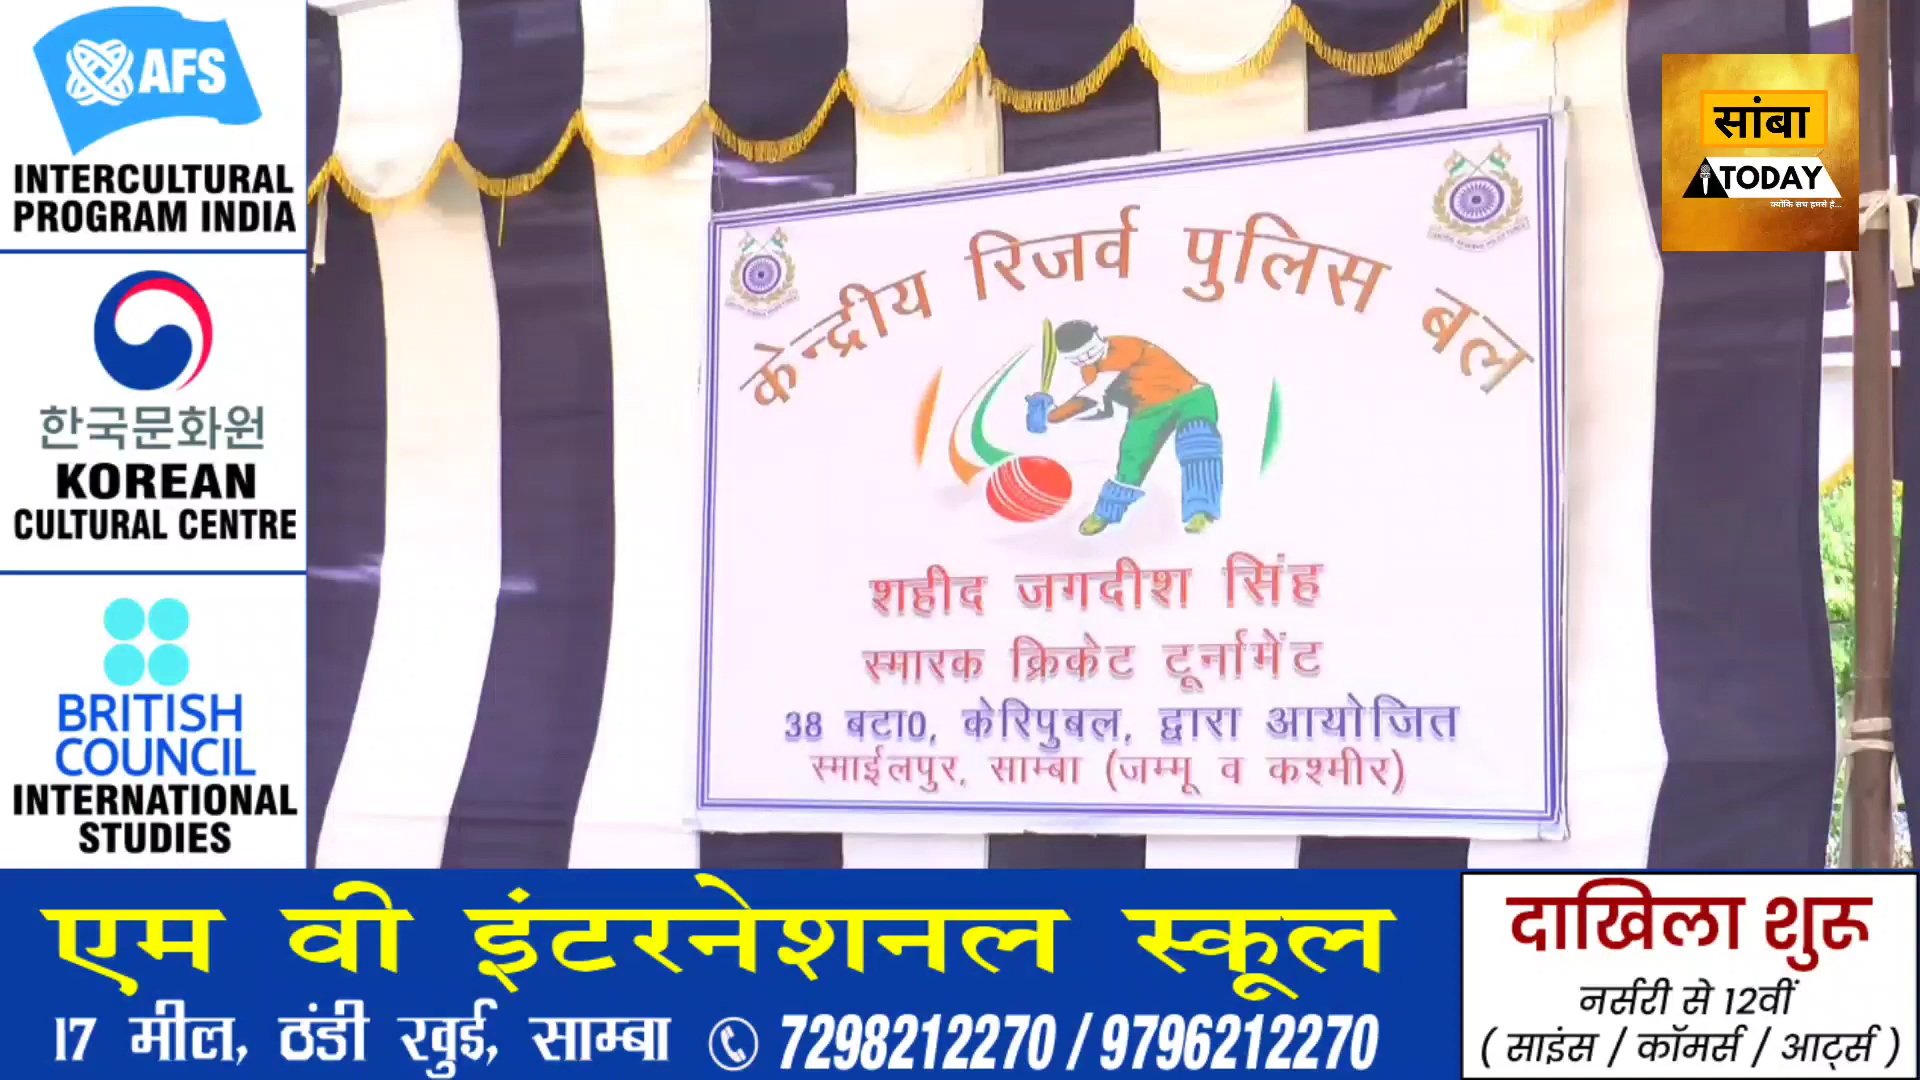 AFS
INTERCULTURAL
PROGRAM INDIA
한국문화원
KOREAN
CULTURAL CENTRE
BRITISH
COUNCIL
INTERNATIONAL
STUDIES
सांबा
TODAY
क्योंकि सच हमसे है...
केन्द्रीय रिजर्व पुलिस बल
शहीद जगदीश सिंह
स्मारक क्रिकेट टूर्नामेंट
38 बटा0, केरिपुबल, द्वारा आयोजित
स्माईलपुर, साम्बा (जम्मू व कश्मीर)
एम वी इंटरनेशनल स्कूल
17 मील, ठंडी खुई, साम्बा 7298212270 / 9796212270
दाखिला शुरू
नर्सरी से 12वीं
( साइंस / कॉमर्स / आर्ट्स )